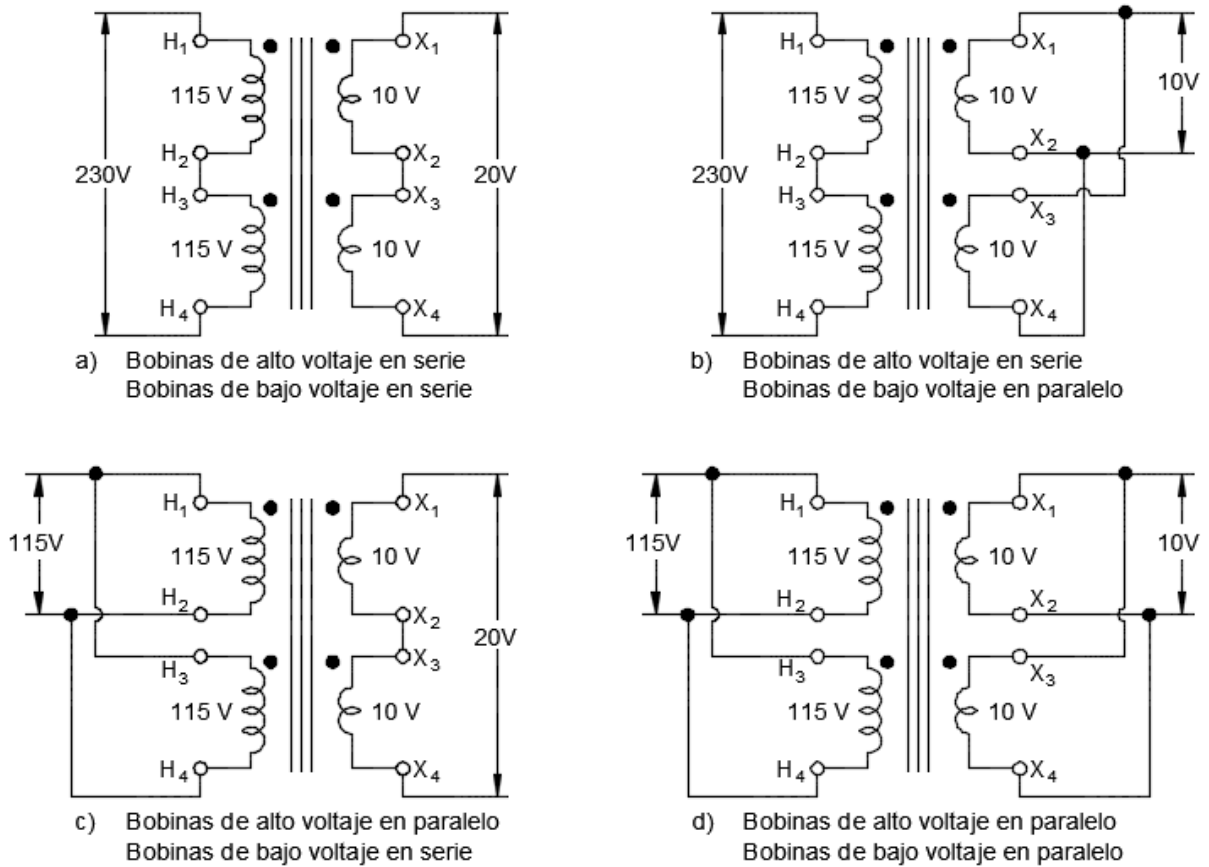 H1
X1
115 V
10 V
H2
X2
230V
20V
H3
X3
115 V
10 V
H4
X4
a) Bobinas de alto voltaje en serie
Bobinas de bajo voltaje en serie
H1
X1
115 V
10 V
10V
H2
X2
230V
H3
X3
115 V
10 V
H4
X4
b) Bobinas de alto voltaje en serie
Bobinas de bajo voltaje en paralelo
H1
X1
115V
115 V
10 V
H2
X2
20V
H3
X3
115 V
10 V
H4
X4
c) Bobinas de alto voltaje en paralelo
Bobinas de bajo voltaje en serie
H1
X1
115V
115 V
10 V
10V
H2
X2
H3
X3
115 V
10 V
H4
X4
d) Bobinas de alto voltaje en paralelo
Bobinas de bajo voltaje en paralelo